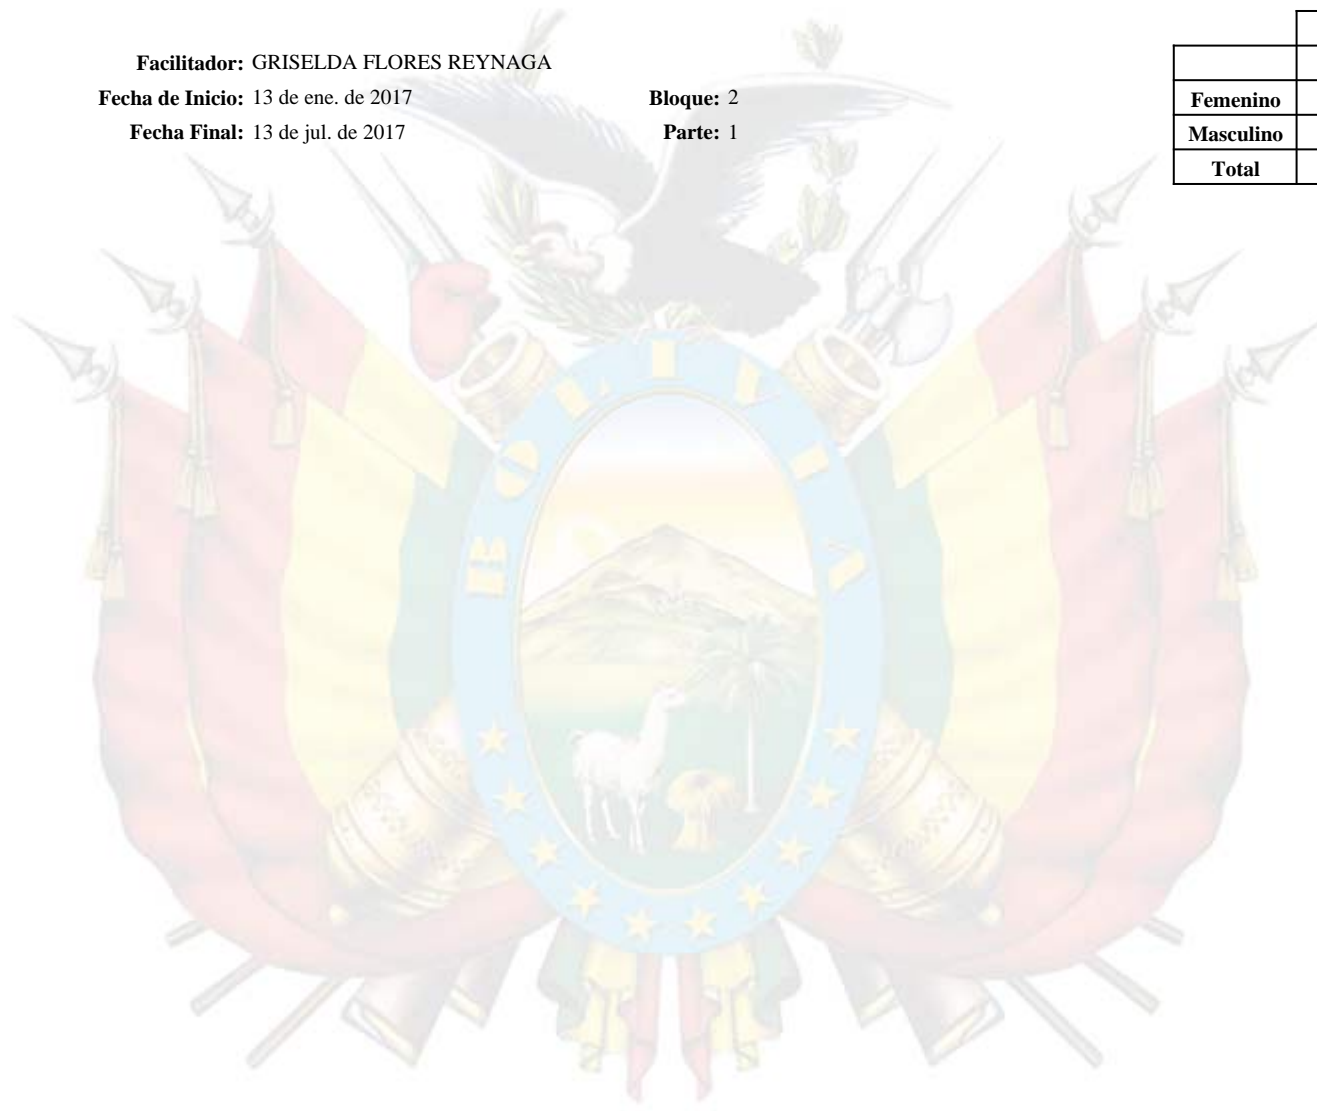 Facilitador: GRISELDA FLORES REYNAGA
Fecha de Inicio: 13 de ene. de 2017 Bloque: 2
Fecha Final: 13 de jul. de 2017 Parte: 1
Femenino
Masculino
Total
BOLIVIA